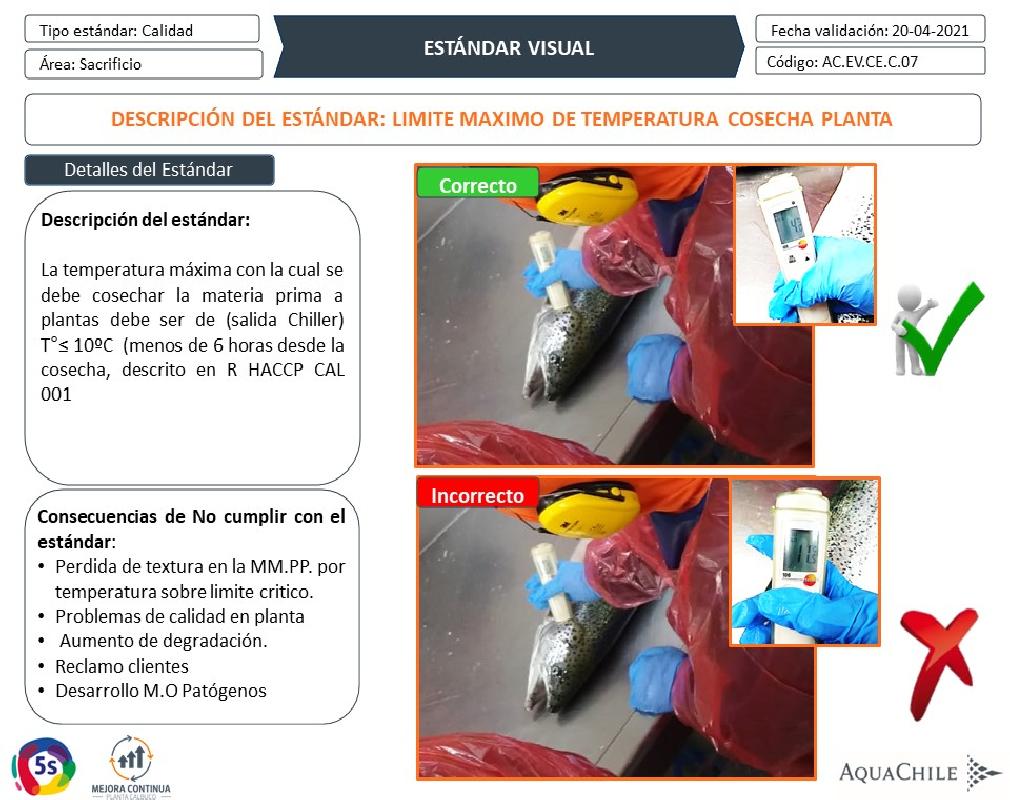 Tipo estándar: Calidad
Área: Sacrificio
ESTÁNDAR VISUAL
Fecha validación: 20-04-2021
Código: AC.EV.CE.C.07
DESCRIPCIÓN DEL ESTÁNDAR: LIMITE MAXIMO DE TEMPERATURA COSECHA PLANTA
Detalles del Estándar
Descripción del estándar:
La temperatura máxima con la cual se
debe cosechar la materia prima a
plantas debe ser de (salida Chiller)
T°≤ 10ºC (menos de 6 horas desde la
cosecha, descrito en R HACCP CAL
001
Consecuencias de No cumplir con el
estándar:
• Perdida de textura en la MM.PP. por
temperatura sobre limite critico.
• Problemas de calidad en planta
• Aumento de degradación.
• Reclamo clientes
• Desarrollo M.O Patógenos
Correcto
Incorrecto
5s
MEJORA CONTINUA
PLANTA CALBUCO
AQUACHILE